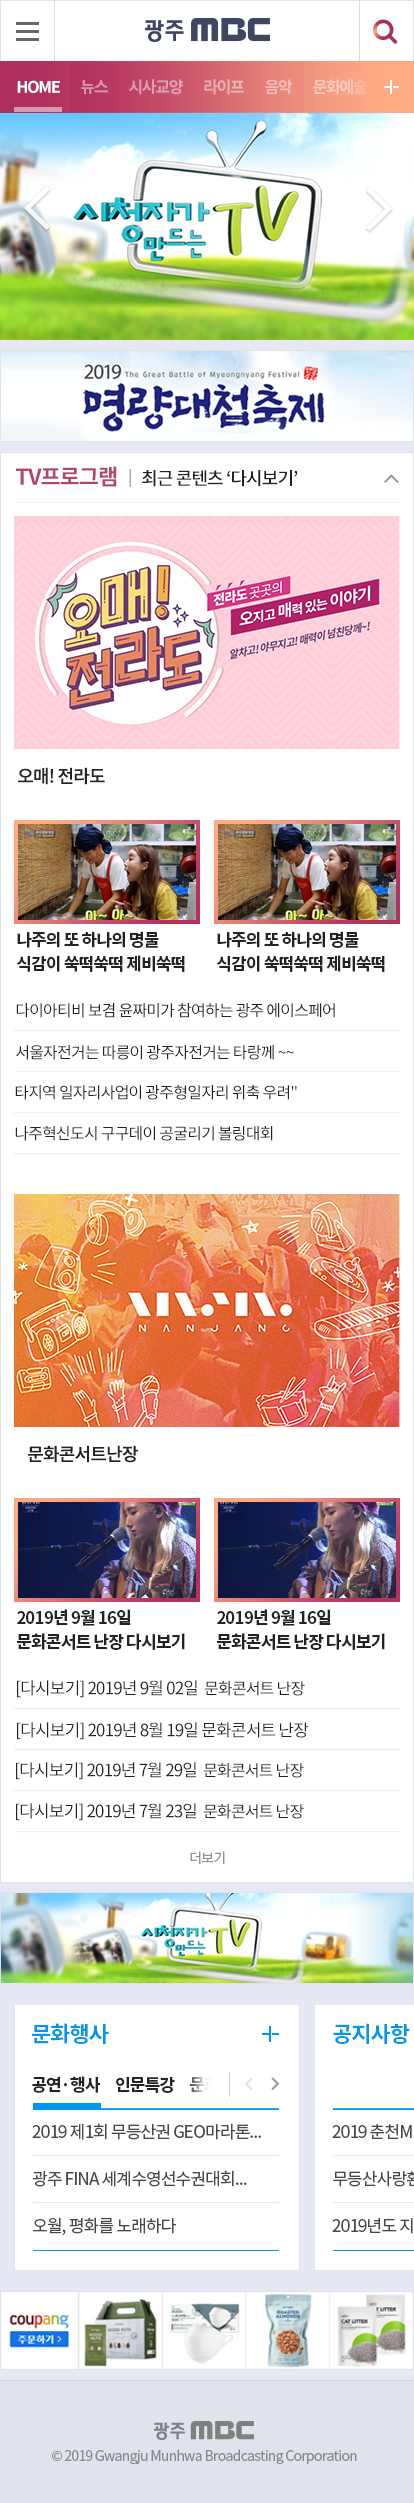 광주 MBC
HOME 뉴스 시사교양 라이프 음악 문화예술
시청자가
만드는 TV
2019 The Great Battle of Myeongnyang Festival
명량대첩축제
TV프로그램 | 최근 콘텐츠 ‘다시보기’
오매!
전라도
전라도 곳곳의
오지고 매력 있는 이야기
알차고! 야무지고! 매력이 넘친당께~!
오매! 전라도
아~ 아~
아~ 아~
나주의 또 하나의 명물
식감이 쑥떡쑥떡 제비쑥떡
나주의 또 하나의 명물
식감이 쑥떡쑥떡 제비쑥떡
다이아티비 보겸 윤짜미가 참여하는 광주 에이스페어
서울자전거는 따릉이 광주자전거는 타랑께 ~~
타지역 일자리사업이 광주형일자리 위축 우려"
나주혁신도시 구구데이 공굴리기 볼링대회
난장
NANJANG
문화콘서트난장
2019년 9월 16일
문화콘서트 난장 다시보기
2019년 9월 16일
문화콘서트 난장 다시보기
[다시보기] 2019년 9월 02일 문화콘서트 난장
[다시보기] 2019년 8월 19일 문화콘서트 난장
[다시보기] 2019년 7월 29일 문화콘서트 난장
[다시보기] 2019년 7월 23일 문화콘서트 난장
더보기
시청자가
만드는 TV
문화행사
공연·행사 인문특강
2019 제1회 무등산권 GEO마라톤...
광주 FINA 세계수영선수권대회...
오월, 평화를 노래하다
공지사항
2019 춘천M
무등산사랑환
2019년도 지
coupang
주문하기 >
MIXED NUTS
ROASTED
ALMONDS
CAT LITTER
CAT LITTER
광주 MBC
© 2019 Gwangju Munhwa Broadcasting Corporation